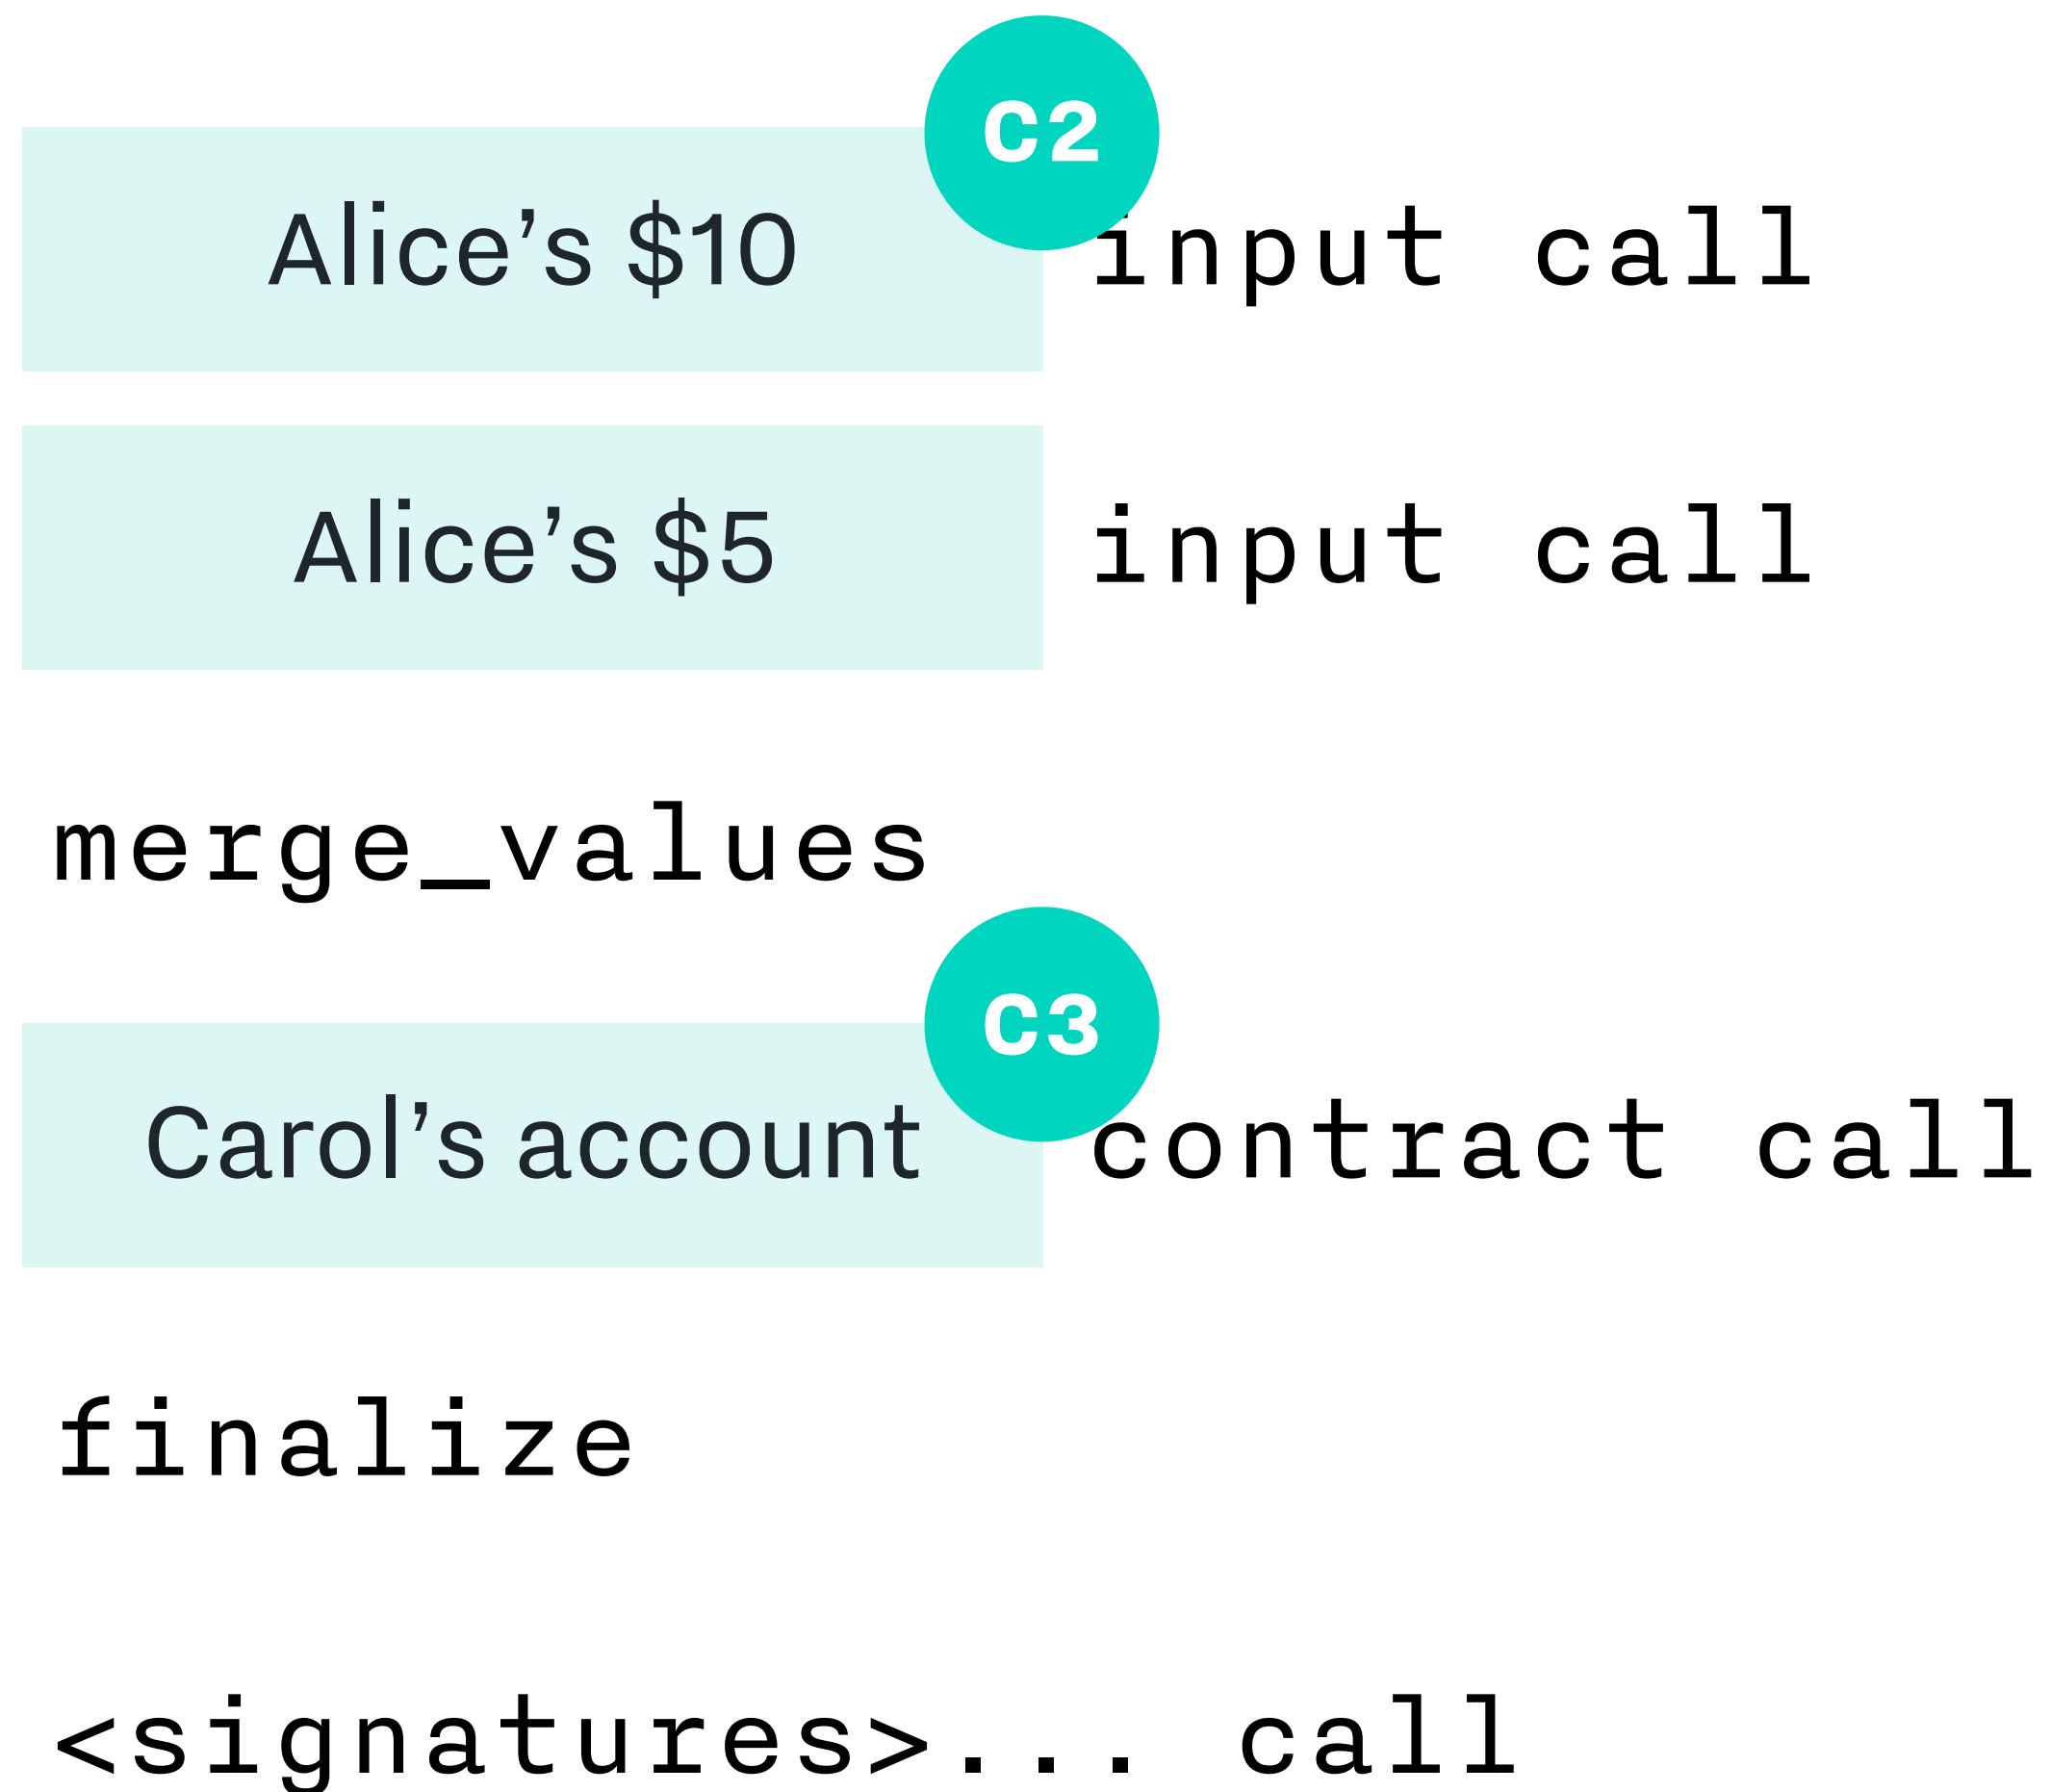 C2
Alice’s $10 input call
Alice’s $5 input call
merge_values
C3
Carol’s account contract call
finalize
<signatures>... call